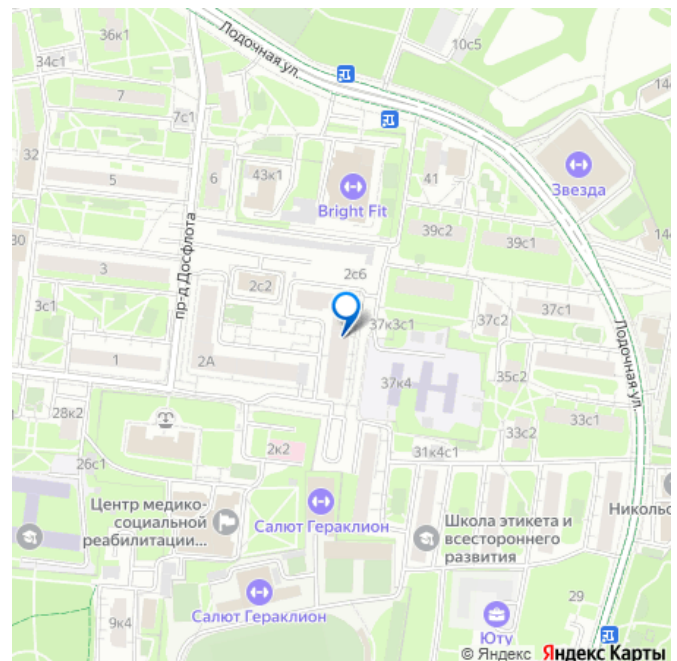 36к1
Лодочная ул.
10с5
34с1
7
14
7с1
32
5
6
43к1
Bright Fit
41
Звезда
39с2
39с1
14
30
пр-д Досфлота
3
2с2
2с6
3с1
37с1
37к3с1
37с2
Лодочная ул.
1
2А
37к4
35с2
28к2
33с1
33с2
2к2
31к4с1
26с1
Центр медико-
социальной
реабилитации...
Салют Гераклион
Школа этикета и
всестороннего
развития
Никольс
Салют Гераклион
9к4
29
Юту
© Яндекс Яндекс Карты